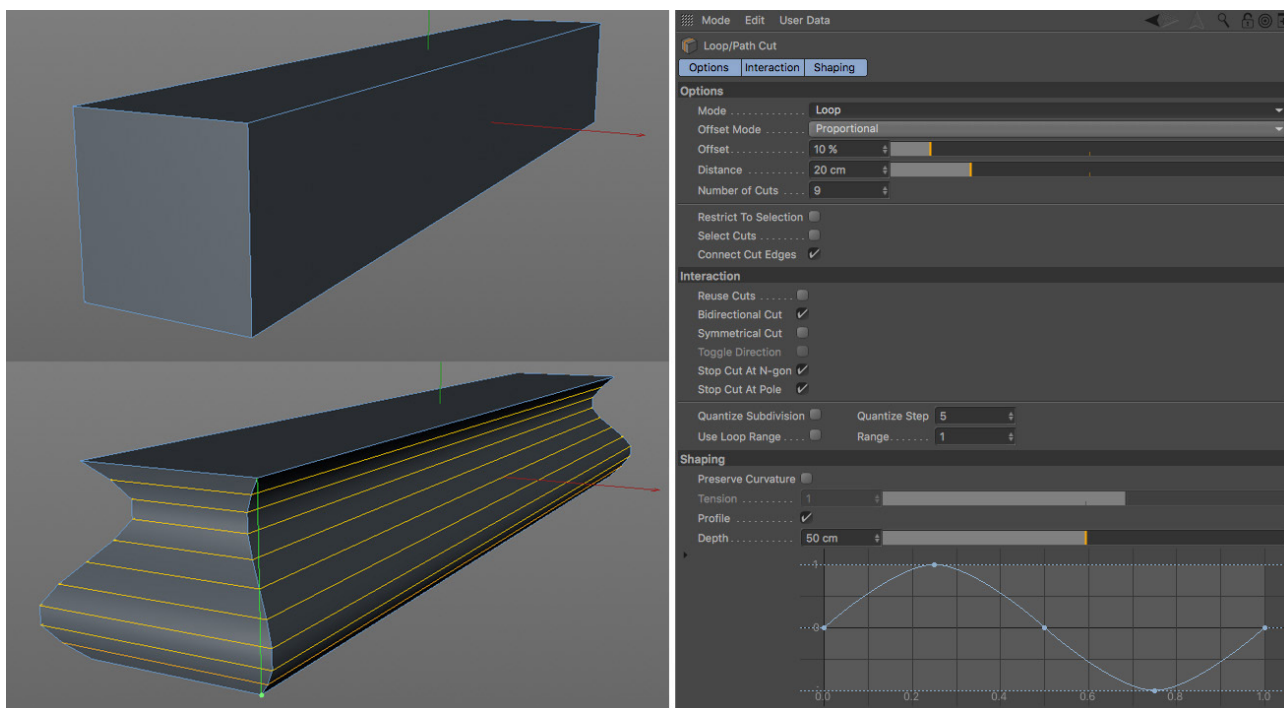 Mode Edit User Data
Loop/Path Cut
Options Interaction Shaping
Options
Mode Loop
Offset Mode Proportional
Offset 10 %
Distance 20 cm
Number of Cuts 9
Restrict To Selection
Select Cuts
Connect Cut Edges
Interaction
Reuse Cuts
Bidirectional Cut
Symmetrical Cut
Toggle Direction
Stop Cut At N-gon
Stop Cut At Pole
Quantize Subdivision Quantize Step 5
Use Loop Range Range 1
Shaping
Preserve Curvature
Tension 1
Profile
Depth 50 cm
1
0
0.0 0.2 0.4 0.6 0.8 1.0